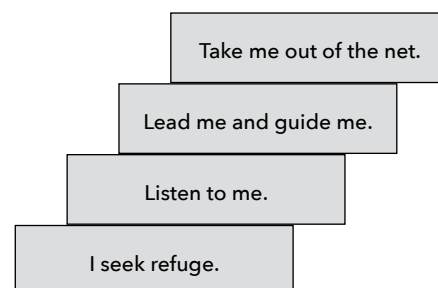 Take me out of the net.
Lead me and guide me.
Listen to me.
I seek refuge.